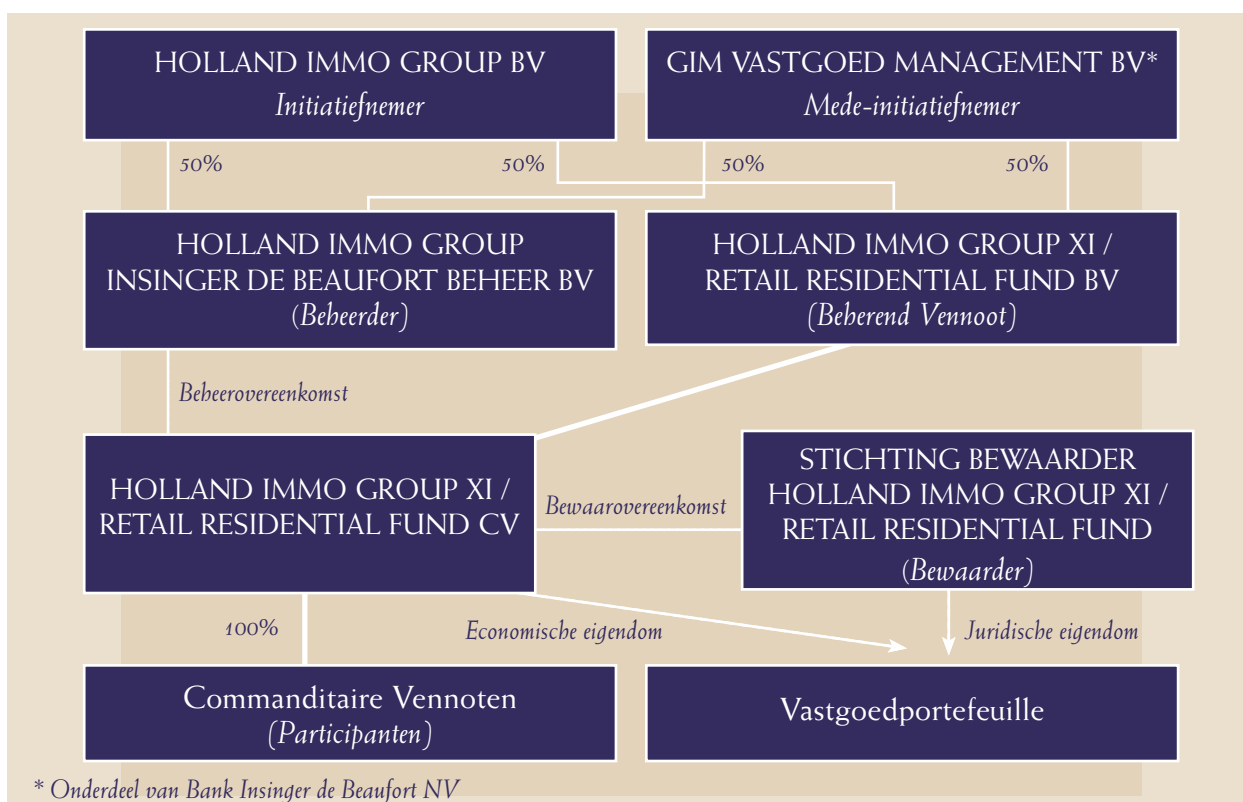 HOLLAND IMMO GROUP BV
Initiatiefnemer
GIM VASTGOED MANAGEMENT BV*
Mede-initiatiefnemer
50%
50%
50%
50%
HOLLAND IMMO GROUP
INSINGER DE BEAUFORT BEHEER BV
(Beheerder)
HOLLAND IMMO GROUP XI /
RETAIL RESIDENTIAL FUND BV
(Beherend Vennoot)
Beheerovereenkomst
HOLLAND IMMO GROUP XI /
RETAIL RESIDENTIAL FUND CV
Bewaarovereenkomst
STICHTING BEWAARDER
HOLLAND IMMO GROUP XI /
RETAIL RESIDENTIAL FUND
(Bewaarder)
100%
Economische eigendom
Juridische eigendom
Commanditaire Vennoten
(Participanten)
Vastgoedportefeuille
* Onderdeel van Bank Insinger de Beaufort NV